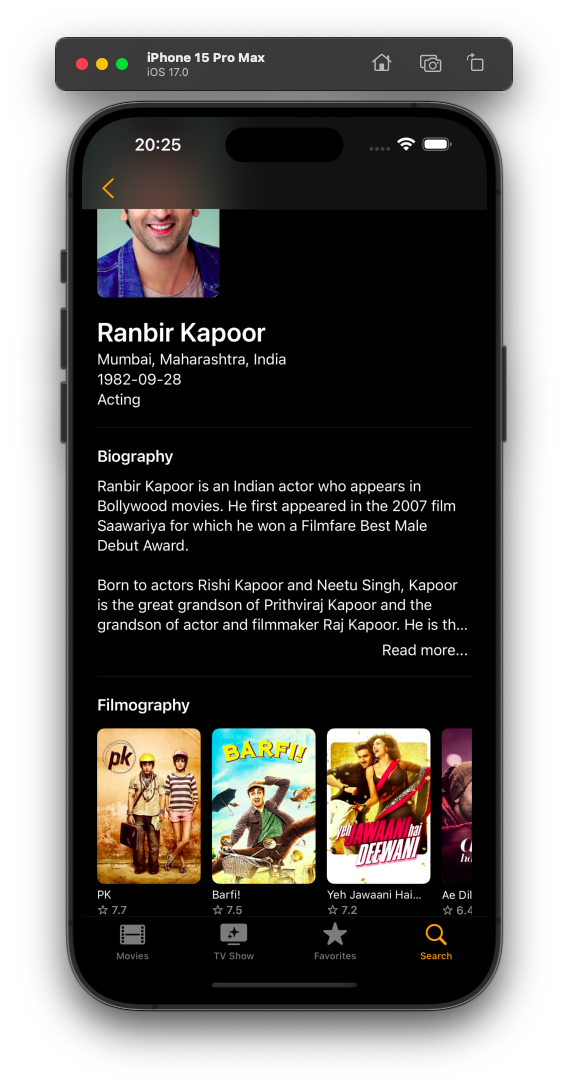 iPhone 15 Pro Max
iOS 17.0
20:25
Ranbir Kapoor
Mumbai, Maharashtra, India
1982-09-28
Acting
Biography
Ranbir Kapoor is an Indian actor who appears in
Bollywood movies. He first appeared in the 2007 film
Saawariya for which he won a Filmfare Best Male
Debut Award.
Born to actors Rishi Kapoor and Neetu Singh, Kapoor
is the great grandson of Prithviraj Kapoor and the
grandson of actor and filmmaker Raj Kapoor. He is th...
Read more...
Filmography
pk
BARFI!
Yeh JAWAANI hai
DEEWANI
PK
Barfi!
Yeh Jawaani Hai...
Ae Dil
7.7
7.5
7.2
6.4
Movies
TV Show
Favorites
Search